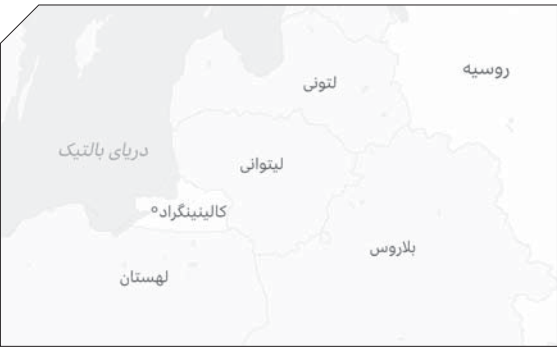 روسیه
لتونی
دریای بالتیک
لیتوانی
کالینینگراد
بلاروس
لهستان